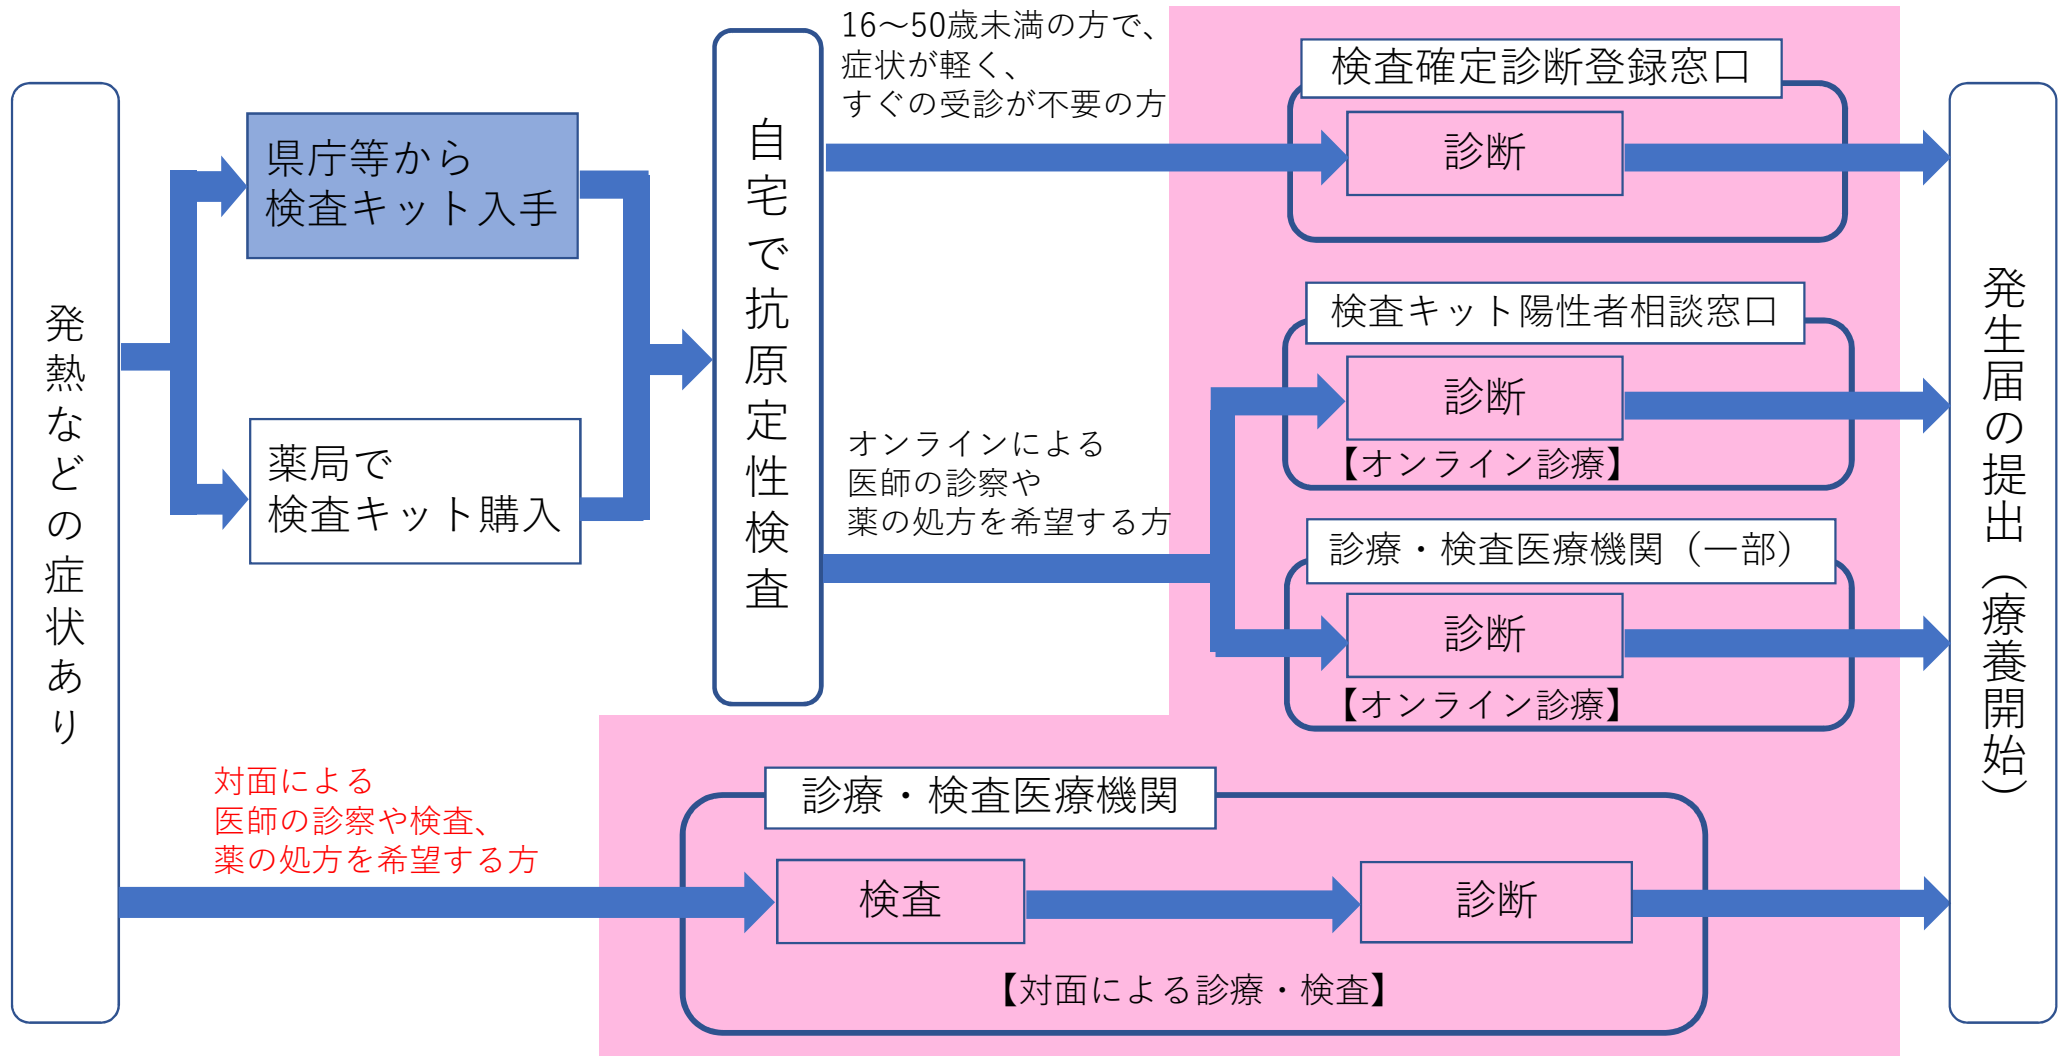 発熱などの症状あり
県庁等から
検査キット入手
薬局で
検査キット購入
自宅で抗原定性検査
16～50歳未満の方で、
症状が軽く、
すぐの受診が不要の方
検査確定診断登録窓口
診断
オンラインによる
医師の診察や
薬の処方を希望する方
検査キット陽性者相談窓口
診断
【オンライン診療】
診療・検査医療機関（一部）
診断
【オンライン診療】
対面による
医師の診察や検査、
薬の処方を希望する方
診療・検査医療機関
検査
診断
【対面による診療・検査】
発生届の提出（療養開始）